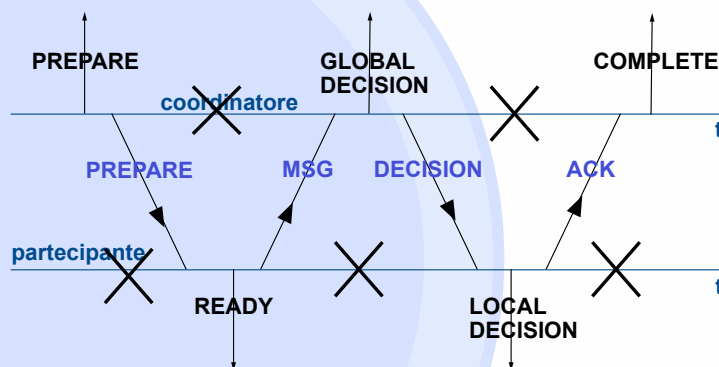 PREPARE
GLOBAL
DECISION
COMPLETE
coordinatore
t
PREPARE
MSG
DECISION
ACK
partecipante
t
READY
LOCAL
DECISION